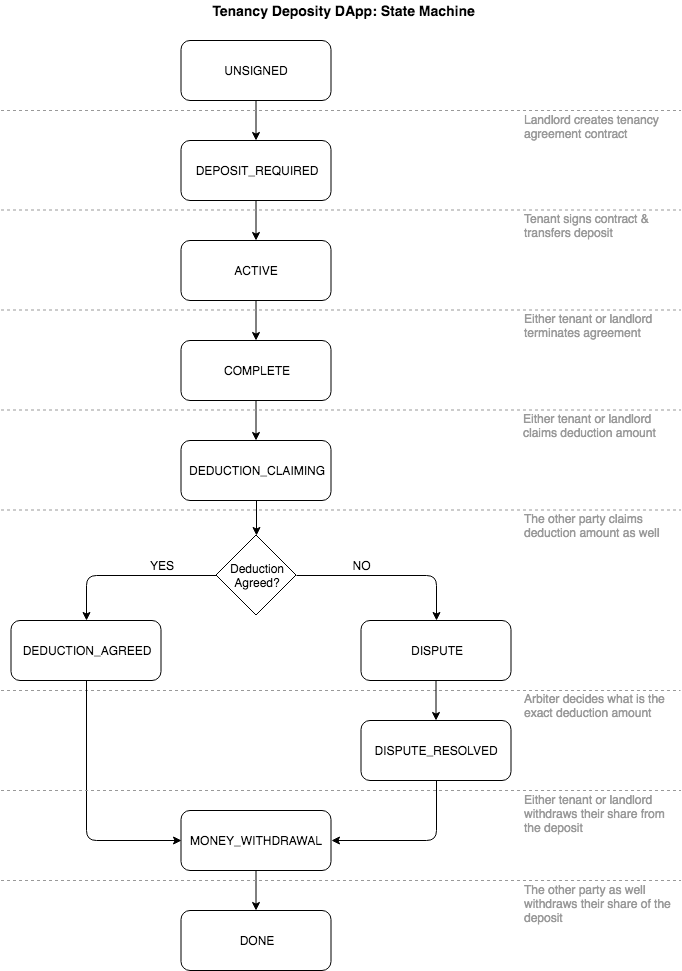 Tenancy Deposity DApp: State Machine
UNSIGNED
Landlord creates tenancy
agreement contract
DEPOSIT_REQUIRED
Tenant signs contract &
transfers deposit
ACTIVE
Either tenant or landlord
terminates agreement
COMPLETE
Either tenant or landlord
claims deduction amount
DEDUCTION_CLAIMING
The other party claims
deduction amount as well
Deduction
Agreed?
YES
NO
DEDUCTION_AGREED
DISPUTE
Arbiter decides what is the
exact deduction amount
DISPUTE_RESOLVED
Either tenant or landlord
withdraws their share from
the deposit
MONEY_WITHDRAWAL
The other party as well
withdraws their share of the
deposit
DONE